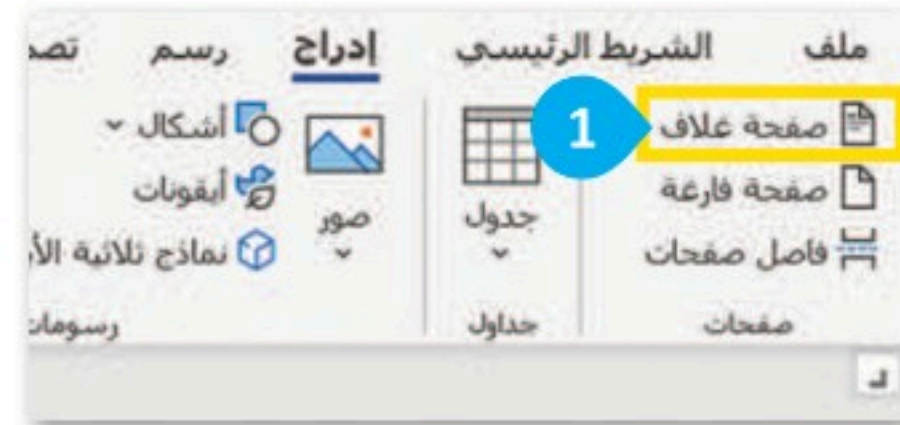 ملف الشريط الرئيسي إدراج رسم
صفحة غلاف 1
صفحة فارغة
فاصل صفحات
صفحات
جدول
جداول
صور
أشكال
أيقونات
نماذج ثلاثية